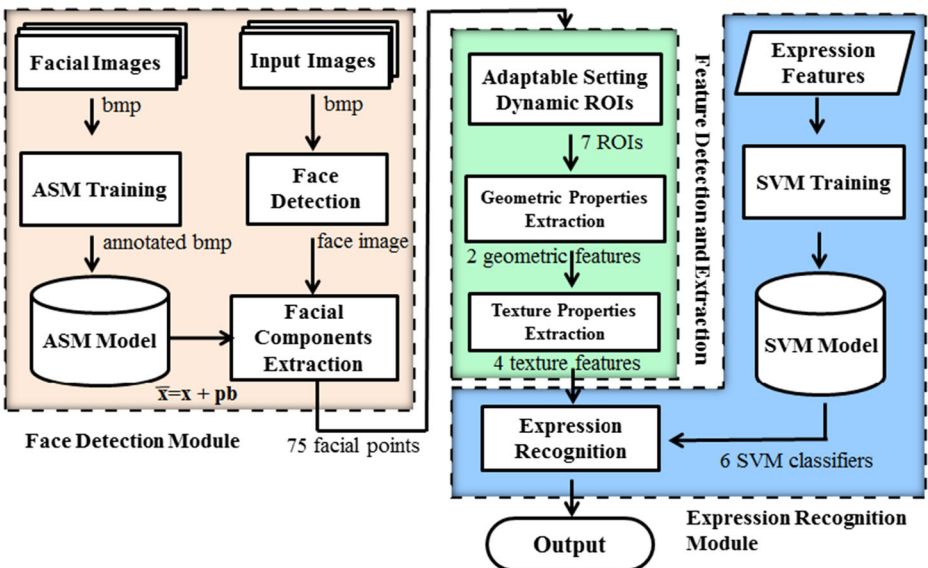 Facial Images
bmp
ASM Training
annotated bmp
ASM Model
Input Images
bmp
Face
Detection
face image
Facial
Components
Extraction
x̅=x + pb
Face Detection Module
75 facial points
Adaptable Setting
Dynamic ROIs
7 ROIs
Geometric Properties
Extraction
2 geometric features
Texture Properties
Extraction
4 texture features
Feature Detection and Extraction
Expression
Features
SVM Training
SVM Model
6 SVM classifiers
Expression
Recognition
Expression Recognition
Module
Output